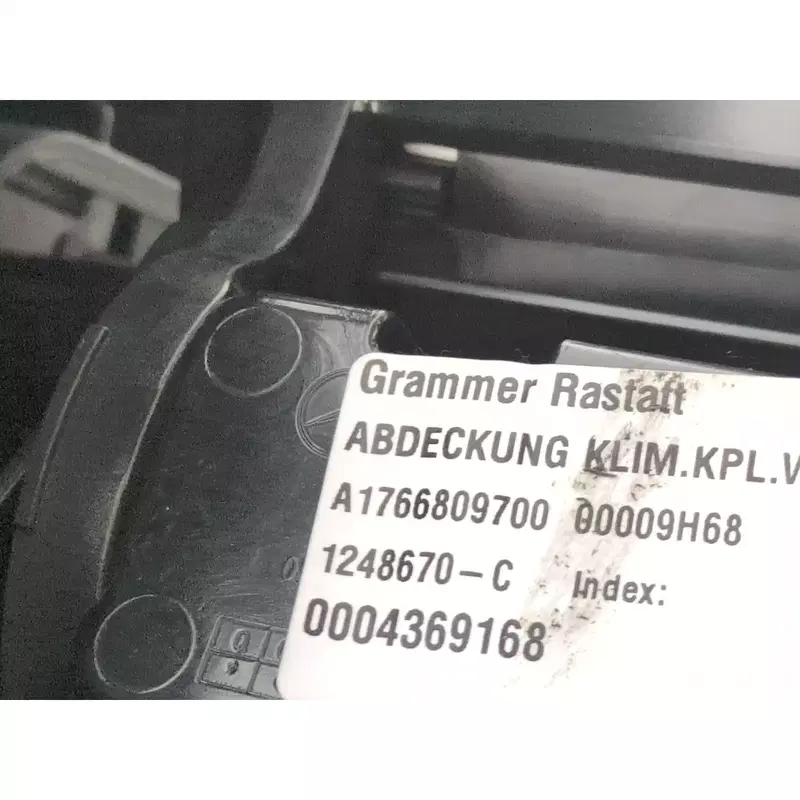 Grammer Rastatt
ABDECKUNG KLIM.KPL.V
A1766809700 00009H68
1248670-C Index:
0004369168